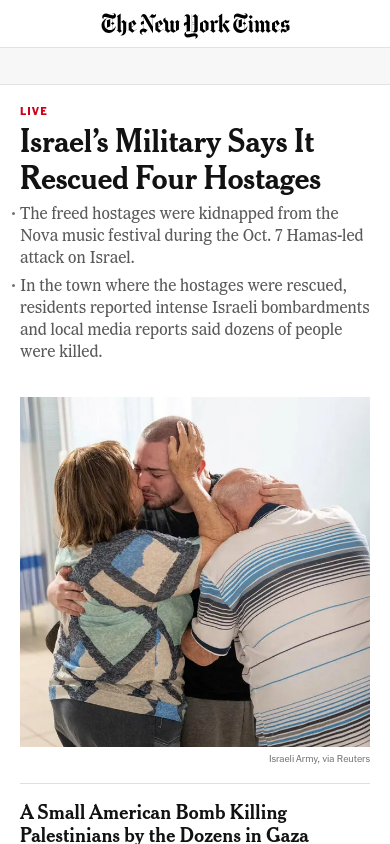 The New York Times
LIVE
Israel’s Military Says It
Rescued Four Hostages
· The freed hostages were kidnapped from the
Nova music festival during the Oct. 7 Hamas-led
attack on Israel.
· In the town where the hostages were rescued,
residents reported intense Israeli bombardments
and local media reports said dozens of people
were killed.
Israeli Army, via Reuters
A Small American Bomb Killing
Palestinians by the Dozens in Gaza